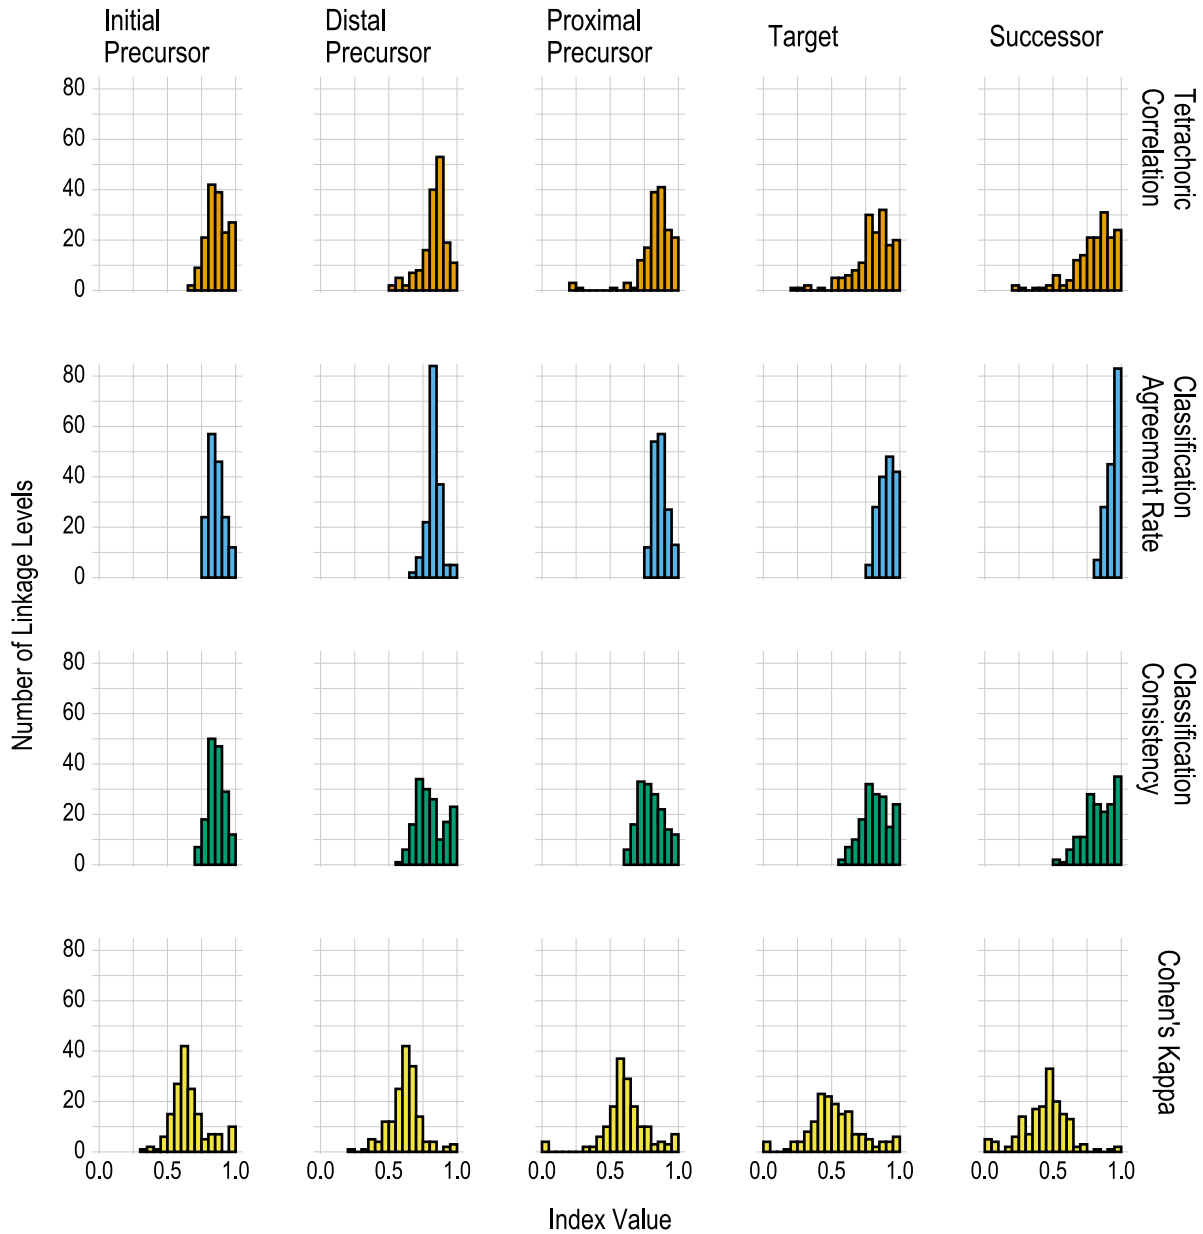 Initial
Precursor
Distal
Precursor
Proximal
Precursor
Target
Successor
80
60
40
20
0
Tetrachoric
Correlation
80
60
40
20
0
Classification
Agreement Rate
Number of Linkage Levels
80
60
40
20
0
Classification
Consistency
80
60
40
20
0
Cohen's Kappa
0.0 0.5 1.0 0.0 0.5 1.0 0.0 0.5 1.0 0.0 0.5 1.0 0.0 0.5 1.0
Index Value